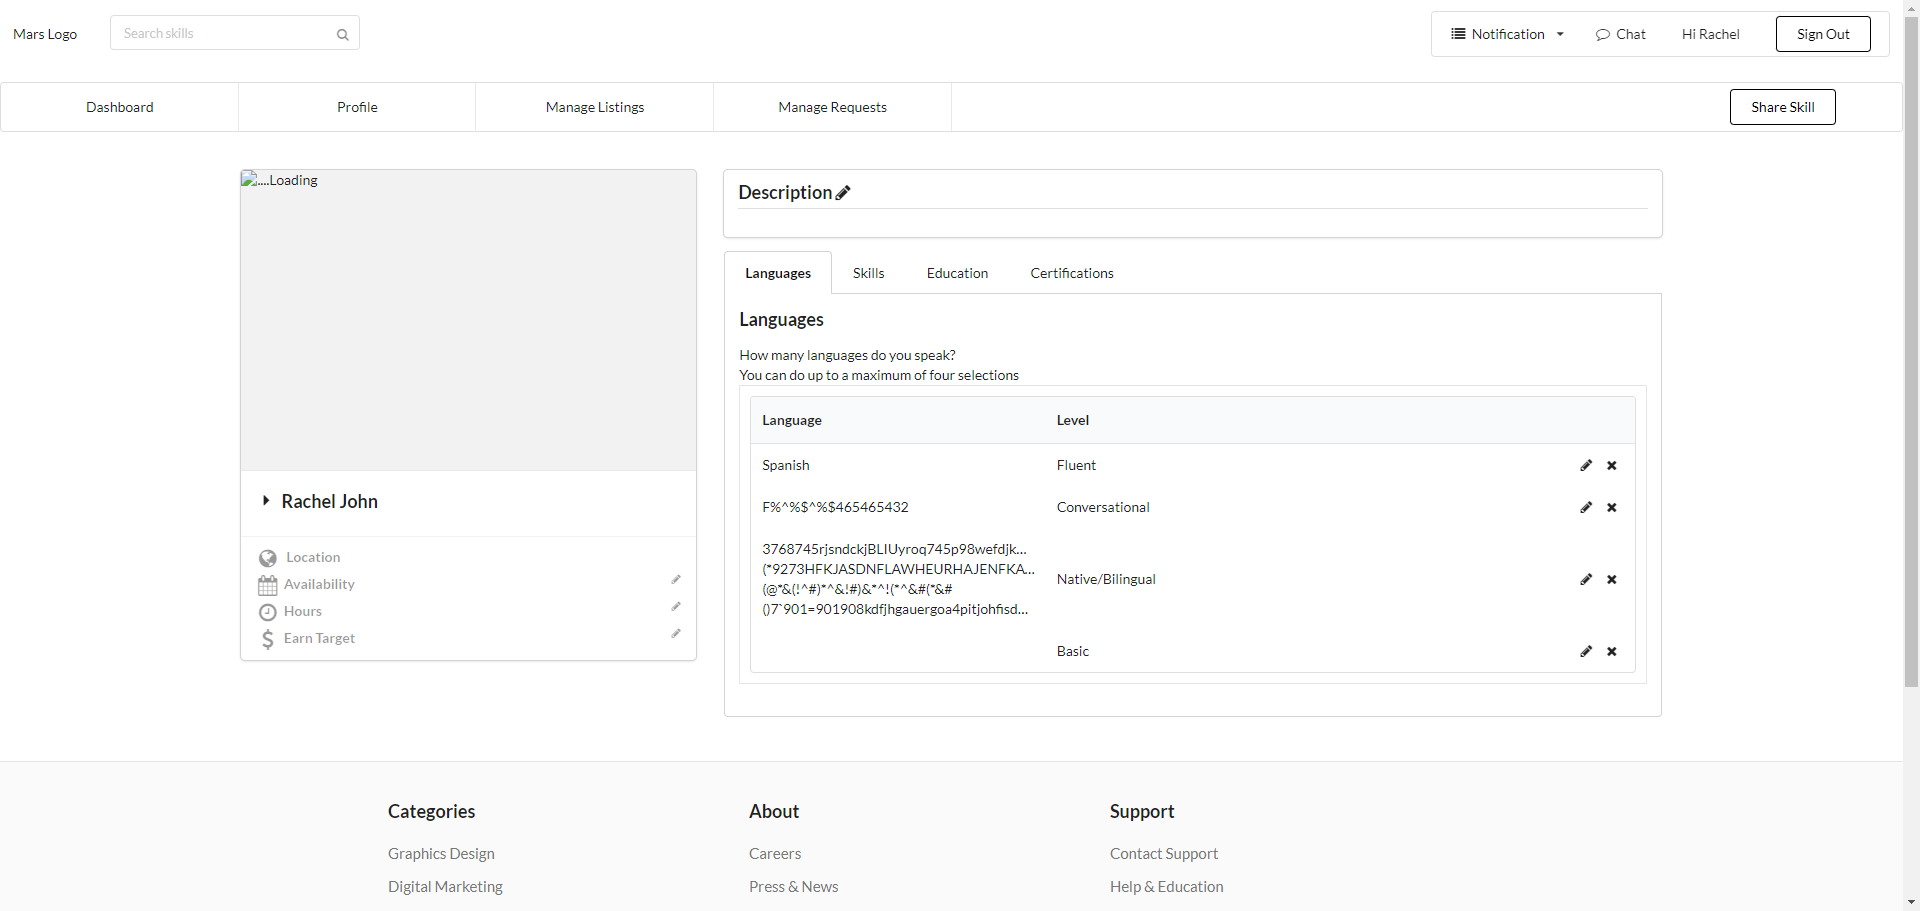 Mars Logo
Search skills
Notification
Chat
Hi Rachel
Sign Out
Dashboard
Profile
Manage Listings
Manage Requests
Share Skill
....Loading
Rachel John
Location
Availability
Hours
Earn Target
Description
Languages
Skills
Education
Certifications
Languages
How many languages do you speak?
You can do up to a maximum of four selections
Language Level
Spanish Fluent
F%^%$^%$465465432 Conversational
3768745rjsndckjBLIUyroq745p98wefdjk...
(*9273HFKJASDNFLAWHEURHAJENFKA...
(@*&(!^#)*^&!#)&*^!(*^&#(*&#
()7`901=901908kdfjhgauergoa4pitjohfisd...
Native/Bilingual
Basic
Categories
Graphics Design
Digital Marketing
About
Careers
Press & News
Support
Contact Support
Help & Education